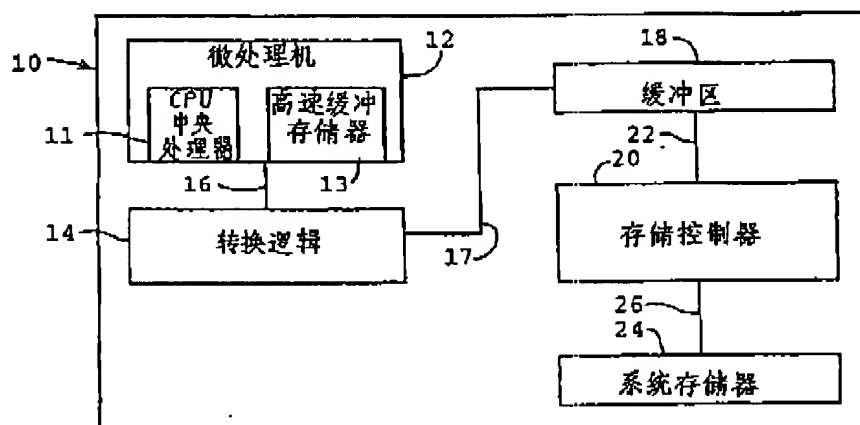 10
微处理机
12
CPU
中央
处理器
11
高速缓冲
存储器
13
16
14
转换逻辑
17
18
缓冲区
22
20
存储控制器
26
24
系统存储器